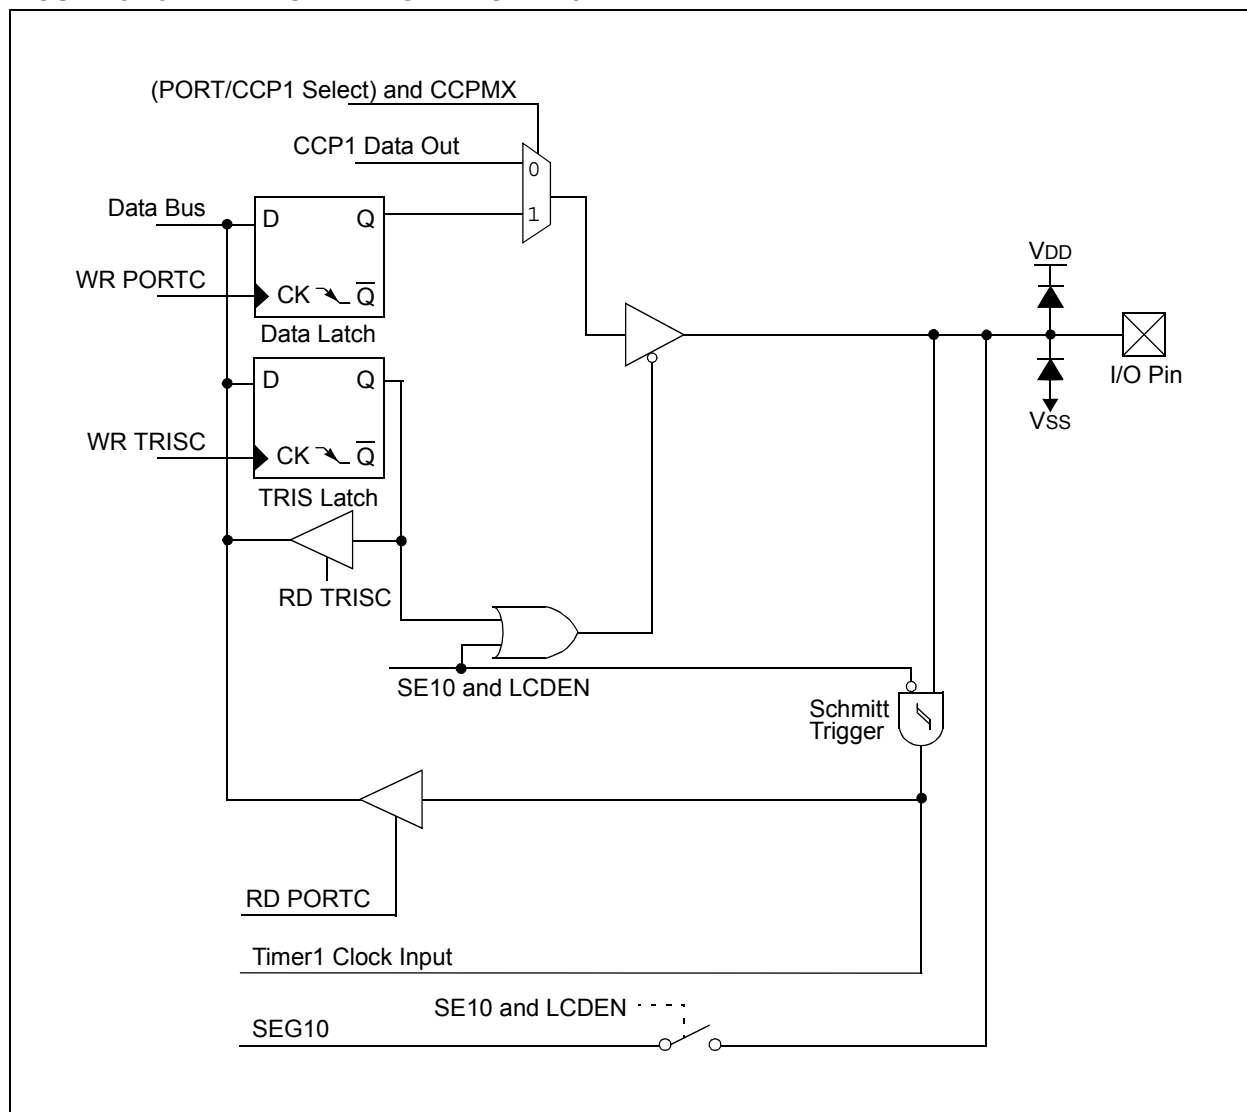 (PORT/CCP1 Select) and CCPMX
CCP1 Data Out
0
Data Bus
D Q
1
VDD
WR PORTC
CK Q
Data Latch
I/O Pin
D Q
VSS
WR TRISC
CK Q
TRIS Latch
RD TRISC
SE10 and LCDEN
Schmitt
Trigger
RD PORTC
Timer1 Clock Input
SE10 and LCDEN
SEG10